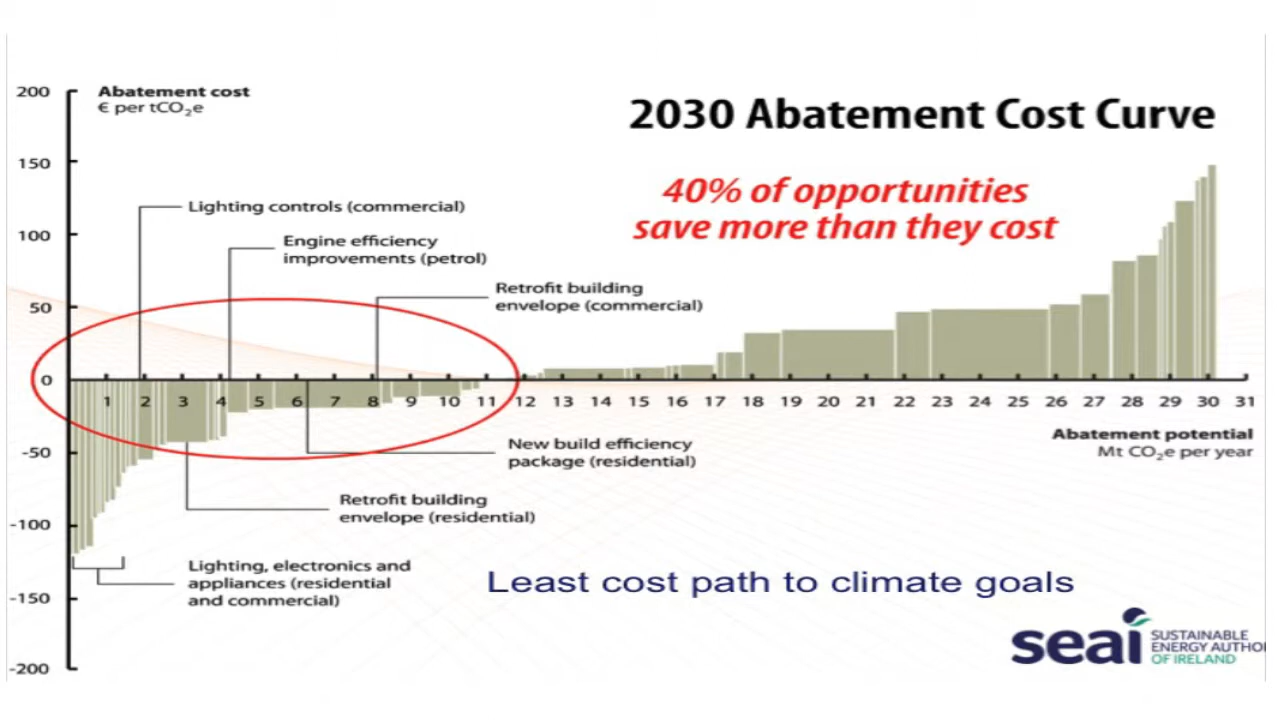 2030 Abatement Cost Curve
40% of opportunities
save more than they cost
Abatement cost
€ per tCO₂e
200
150
100
50
0
-50
-100
-150
-200
Lighting controls (commercial)
Engine efficiency
improvements (petrol)
Retrofit building
envelope (commercial)
1 2 3 4 5 6 7 8 9 10 11 12 13 14 15 16 17 18 19 20 21 22 23 24 25 26 27 28 29 30 31
Abatement potential
Mt CO₂e per year
New build efficiency
package (residential)
Retrofit building
envelope (residential)
Lighting, electronics and
appliances (residential
and commercial)
Least cost path to climate goals
seai
SUSTAINABLE
ENERGY AUTHO
OF IRELAND